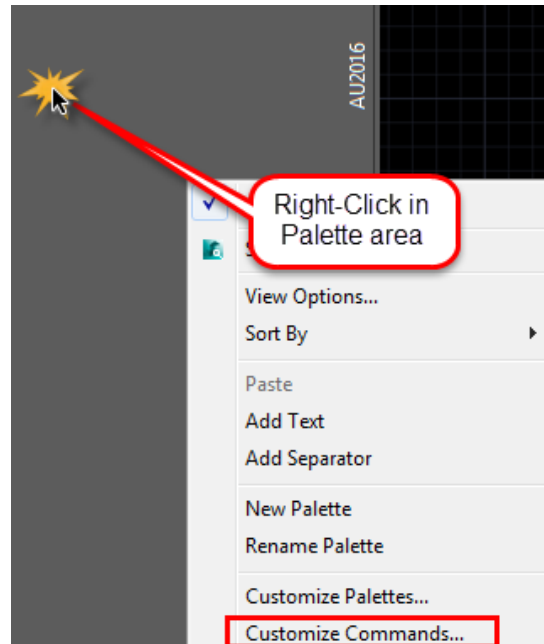 AU2016
Right-Click in
Palette area
View Options...
Sort By
Paste
Add Text
Add Separator
New Palette
Rename Palette
Customize Palettes...
Customize Commands...